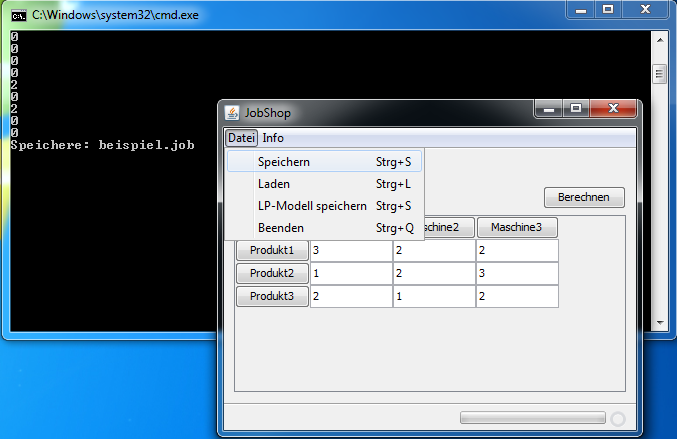 C:\Windows\system32\cmd.exe
0
0
0
0
2
0
2
0
0
Speichere: beispiel.job
JobShop
Datei Info
Speichern Strg+S
Laden Strg+L
LP-Modell speichern Strg+S
Beenden Strg+Q
Berechnen
schine2 Maschine3
Produkt1 3 2 2
Produkt2 1 2 3
Produkt3 2 1 2